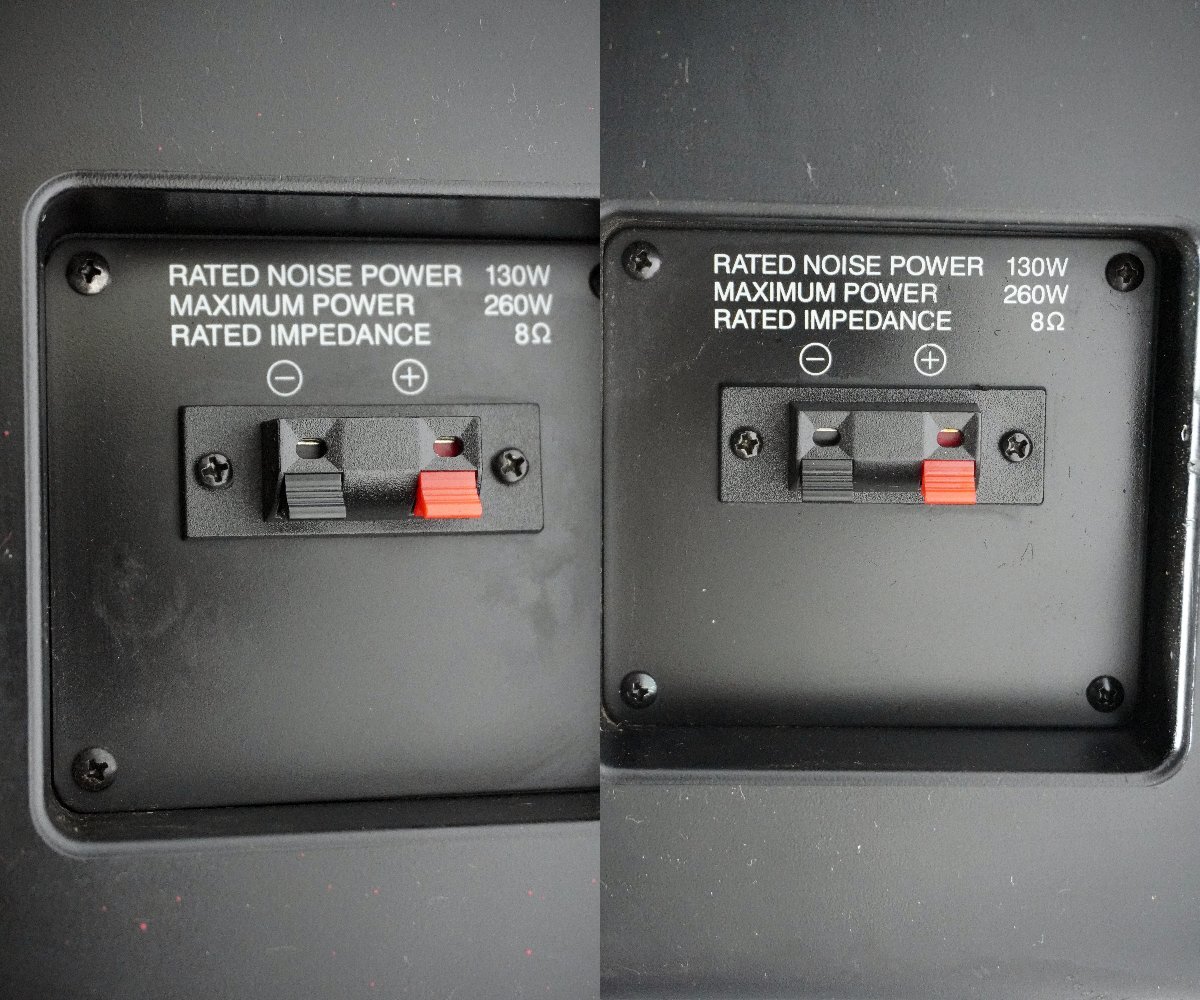 RATED NOISE POWER 130W
MAXIMUM POWER 260W
RATED IMPEDANCE 8Ω
⊖ ⊕
RATED NOISE POWER 130W
MAXIMUM POWER 260W
RATED IMPEDANCE 8Ω
⊖ ⊕